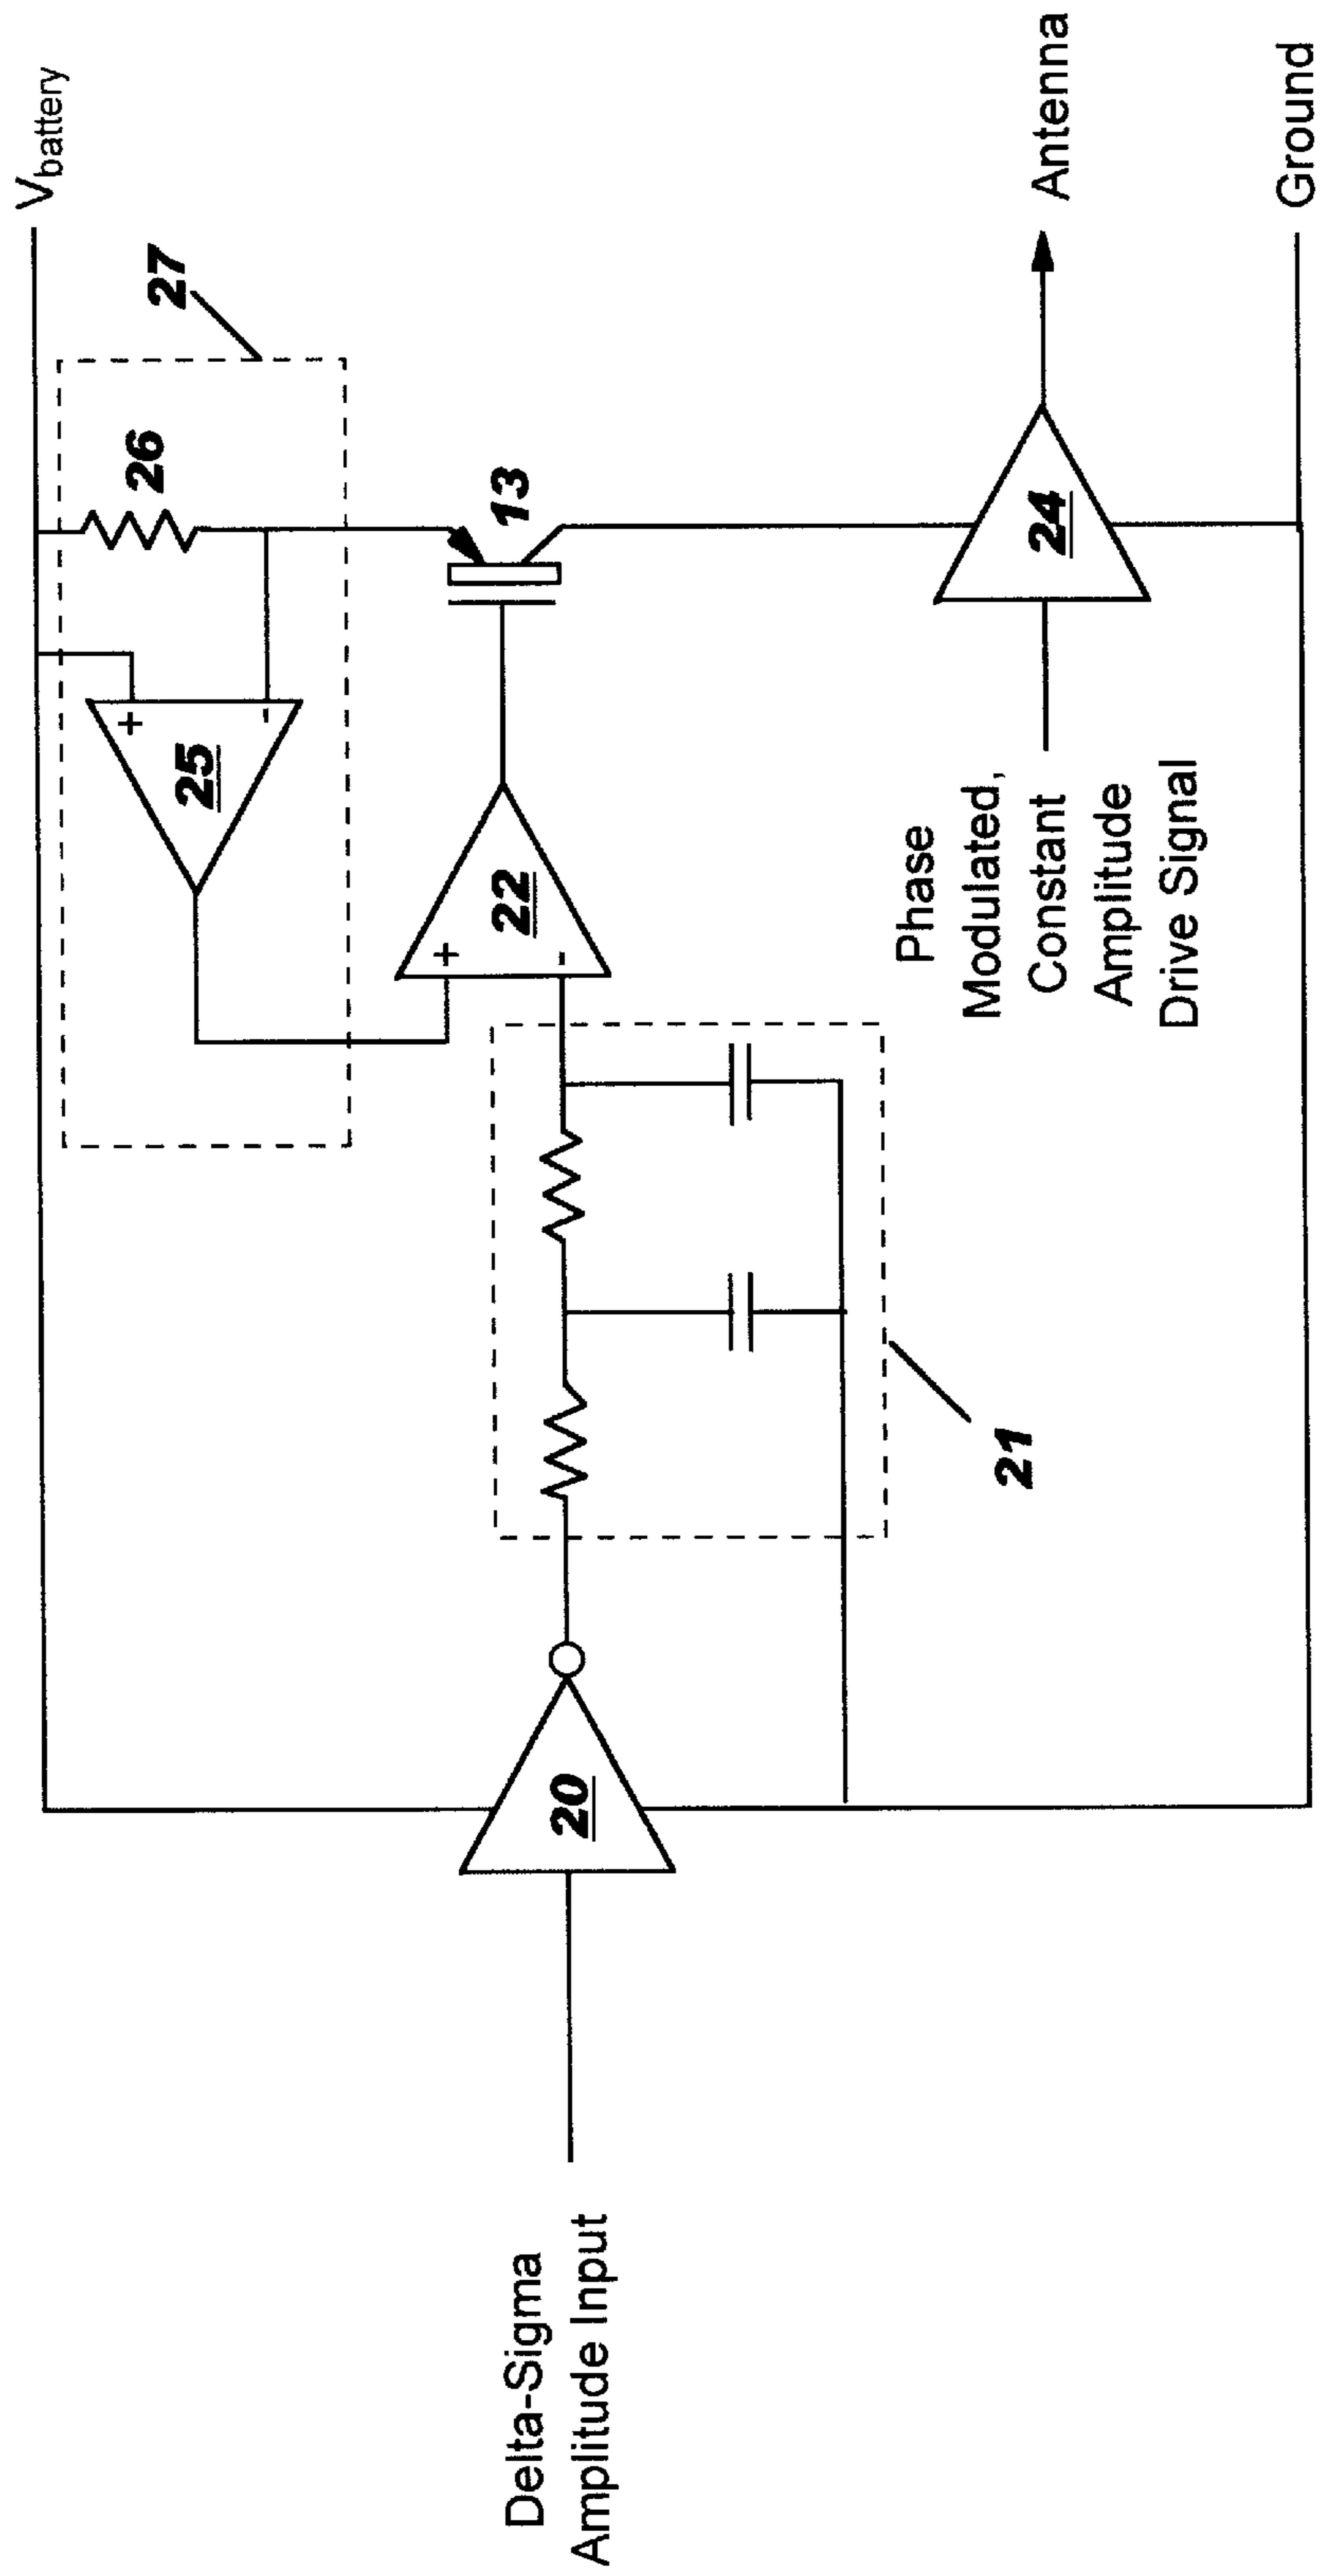 V battery
27
26
+
-
25
13
+
-
22
24
Antenna
Ground
Phase
Modulated,
Constant
Amplitude
Drive Signal
21
20
Delta-Sigma
Amplitude Input